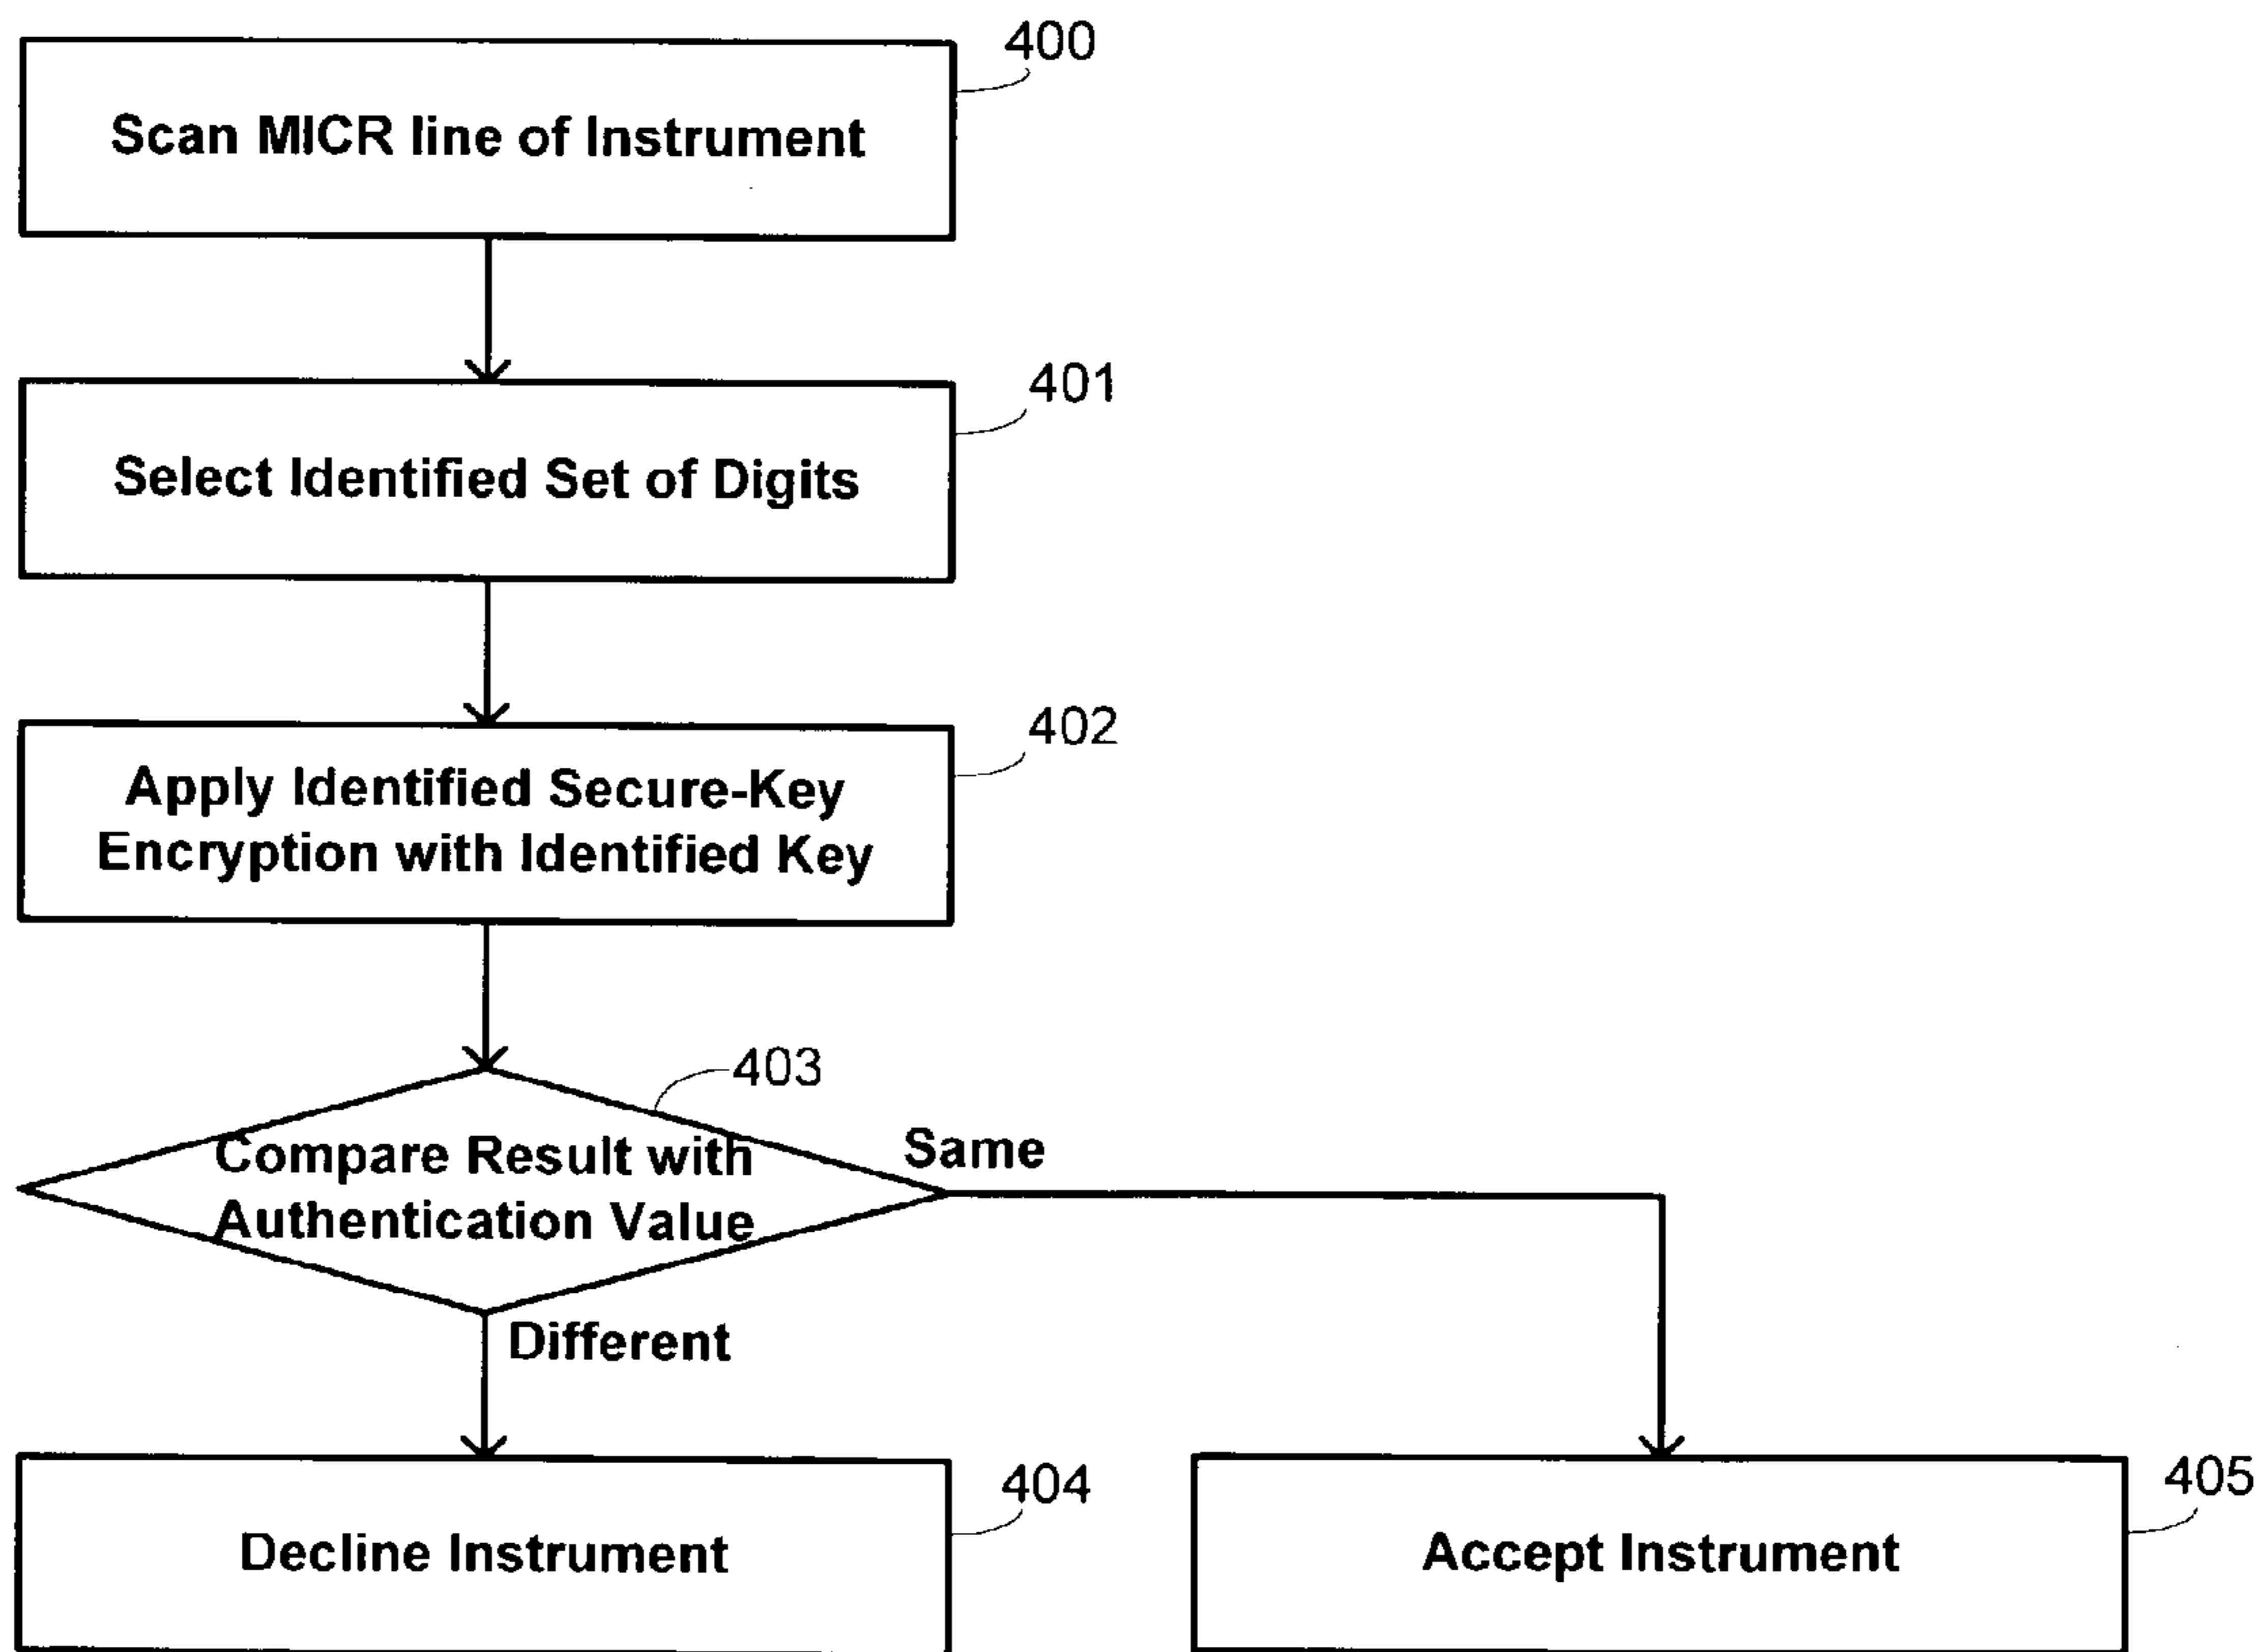 400
Scan MICR line of Instrument
401
Select Identified Set of Digits
402
Apply Identified Secure-Key
Encryption with Identified Key
403
Compare Result with
Authentication Value
Same
Different
404
Decline Instrument
405
Accept Instrument